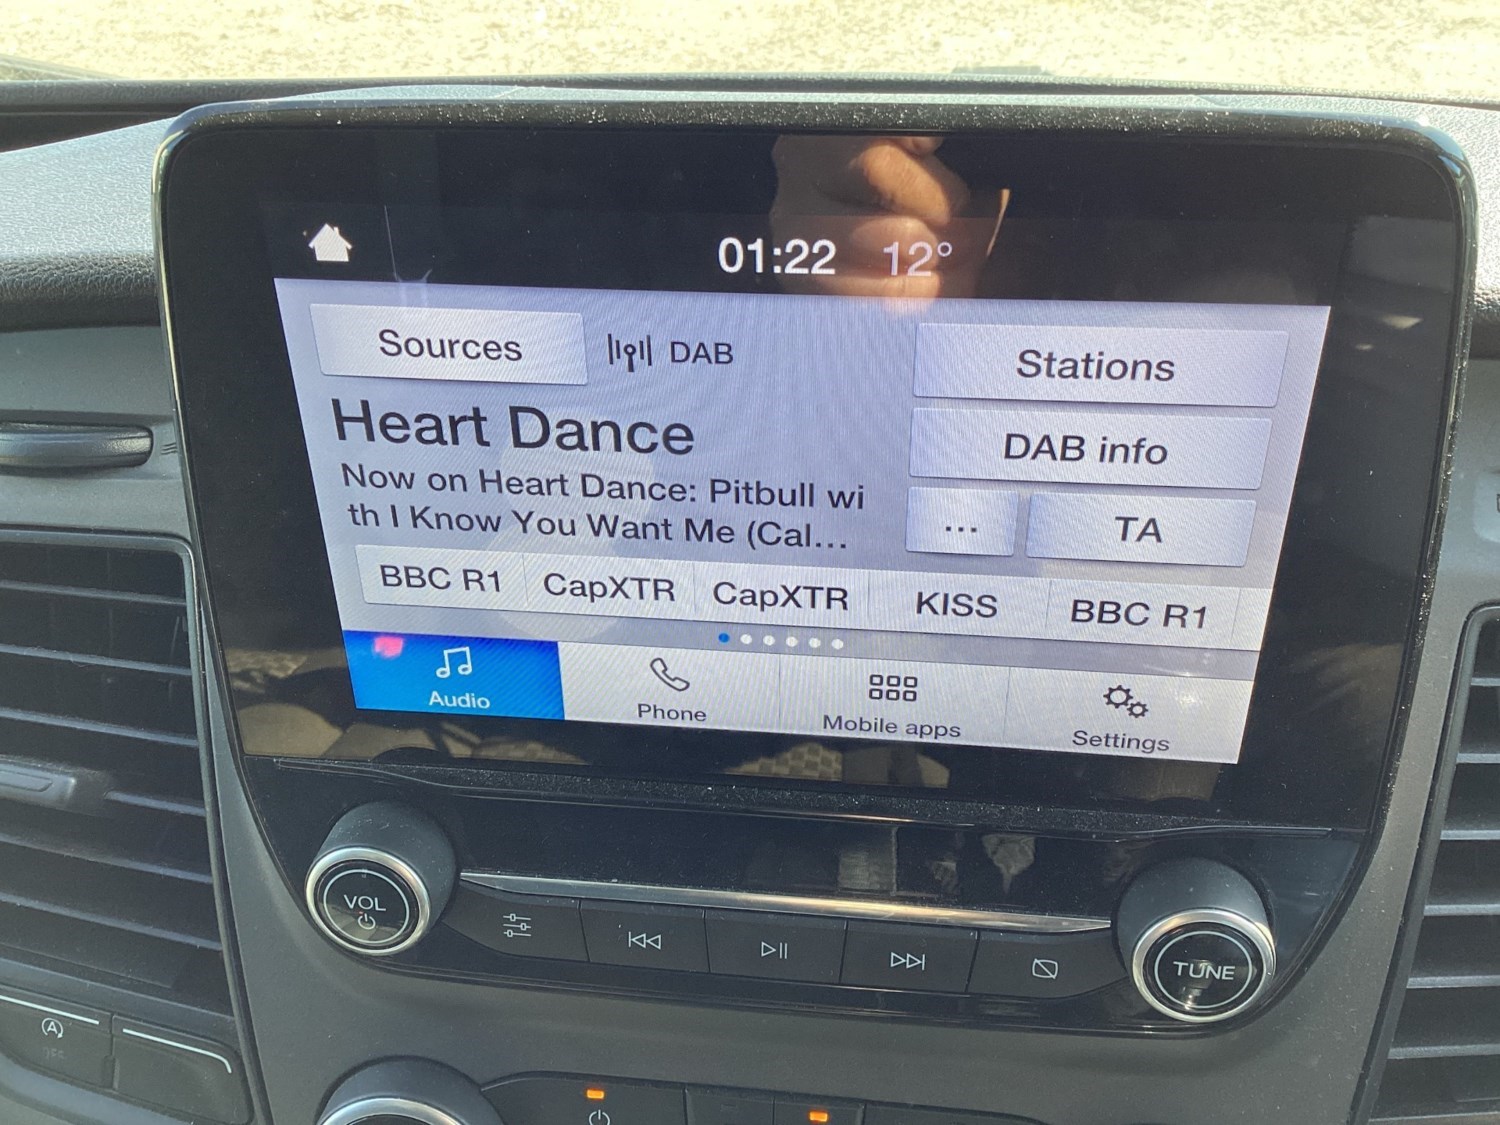 01:22 12°
Sources DAB Stations
Heart Dance
DAB info
Now on Heart Dance: Pitbull wi
th I Know You Want Me (Cal...
... TA
BBC R1 CapXTR CapXTR KISS BBC R1
Audio Phone Mobile apps Settings
VOL
TUNE
A
OFF